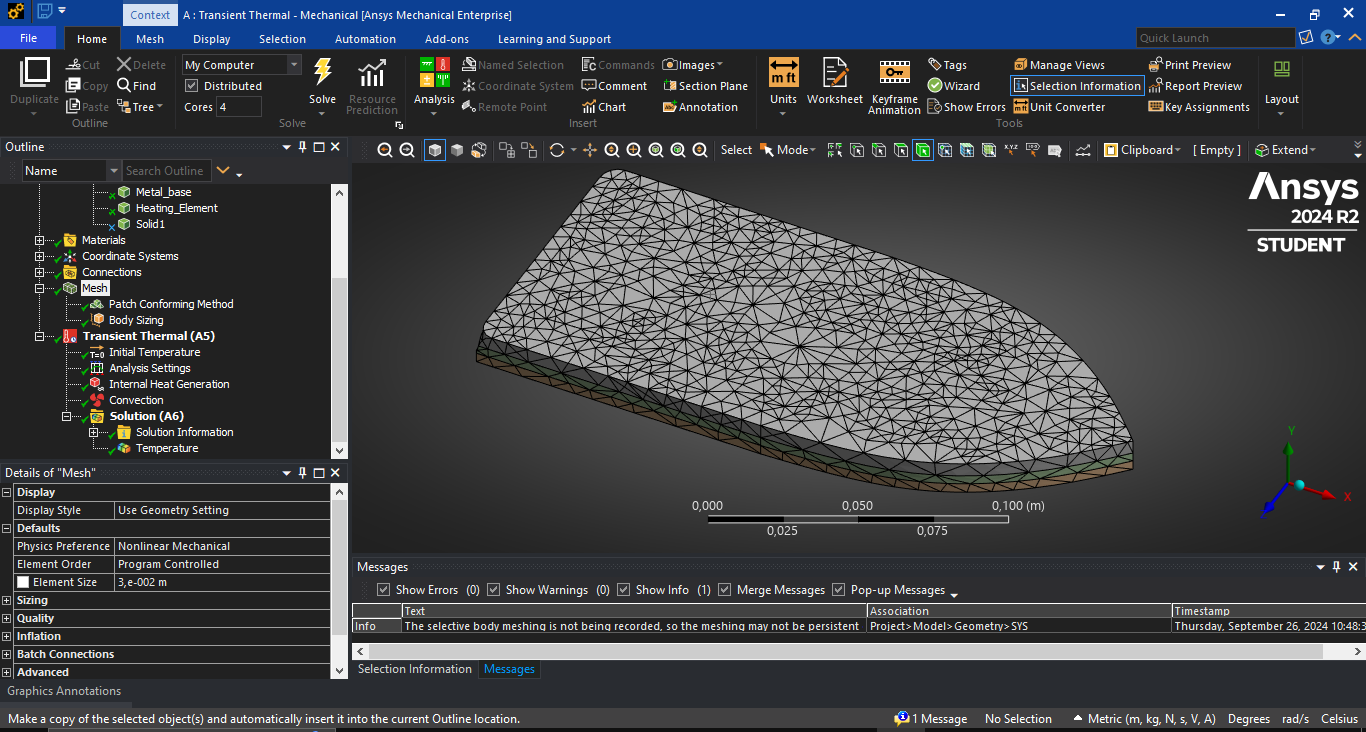 Context
A : Transient Thermal - Mechanical [Ansys Mechanical Enterprise]
File
Home
Mesh
Display
Selection
Automation
Add-ons
Learning and Support
Quick Launch
Duplicate
Cut
Copy
Paste
Delete
Find
Tree
Outline
My Computer
Distributed
Cores 4
Solve
Resource Prediction
Solve
Analysis
Named Selection
Coordinate System
Remote Point
Commands
Comment
Chart
Images
Section Plane
Annotation
Insert
Units
Worksheet
Keyframe Animation
Tags
Wizard
Show Errors
Manage Views
Selection Information
Unit Converter
Print Preview
Report Preview
Key Assignments
Tools
Layout
Outline
Name
Search Outline
Select
Mode
Clipboard
[ Empty ]
Extend
Metal_base
Heating_Element
Solid1
Materials
Coordinate Systems
Connections
Mesh
Patch Conforming Method
Body Sizing
Transient Thermal (A5)
Initial Temperature
Analysis Settings
Internal Heat Generation
Convection
Solution (A6)
Solution Information
Temperature
Details of "Mesh"
Display
Display Style Use Geometry Setting
Defaults
Physics Preference Nonlinear Mechanical
Element Order Program Controlled
Element Size 3,e-002 m
Sizing
Quality
Inflation
Batch Connections
Advanced
Graphics Annotations
Ansys
2024 R2
STUDENT
Y
X
Z
0,000 0,050 0,100 (m)
0,025 0,075
Messages
Show Errors (0) Show Warnings (0) Show Info (1) Merge Messages Pop-up Messages
Text Association Timestamp
Info The selective body meshing is not being recorded, so the meshing may not be persistent Project>Model>Geometry>SYS Thursday, September 26, 2024 10:48:3
Selection Information Messages
Make a copy of the selected object(s) and automatically insert it into the current Outline location.
1 Message No Selection Metric (m, kg, N, s, V, A) Degrees rad/s Celsius